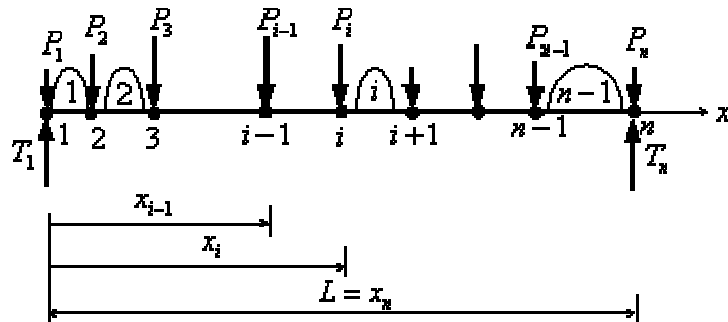 P₁ P₂ P₃ Pᵢ₋₁ Pᵢ Pₙ₋₁ Pₙ
1 2 i n−1
x
1 2 3 i−1 i i+1 n−1 n
T₁ Tₙ
xᵢ₋₁
xᵢ
L = xₙ